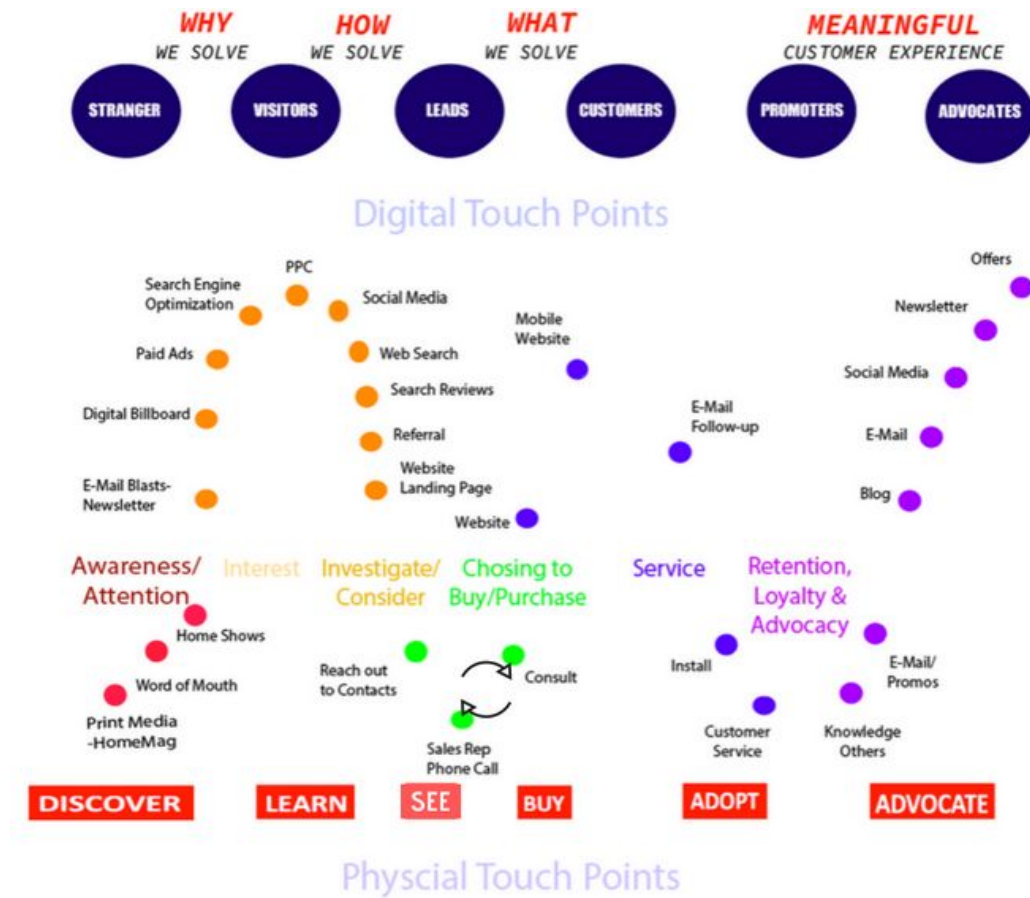 WHY
WE SOLVE
HOW
WE SOLVE
WHAT
WE SOLVE
MEANINGFUL
CUSTOMER EXPERIENCE
STRANGER
VISITORS
LEADS
CUSTOMERS
PROMOTERS
ADVOCATES
Digital Touch Points
Offers
PPC
Search Engine
Optimization
Social Media
Newsletter
Mobile
Website
Paid Ads
Web Search
Social Media
Search Reviews
Digital Billboard
E-Mail
Follow-up
Referral
E-Mail
Website
Landing Page
E-Mail Blasts-
Newsletter
Blog
Website
Awareness/
Attention
Interest
Investigate/
Consider
Chosing to
Buy/Purchase
Service
Retention,
Loyalty &
Advocacy
Home Shows
Word of Mouth
Print Media
-HomeMag
Reach out
to Contacts
Consult
Sales Rep
Phone Call
Install
Customer
Service
E-Mail/
Promos
Knowledge
Others
DISCOVER
LEARN
SEE
BUY
ADOPT
ADVOCATE
Physcial Touch Points